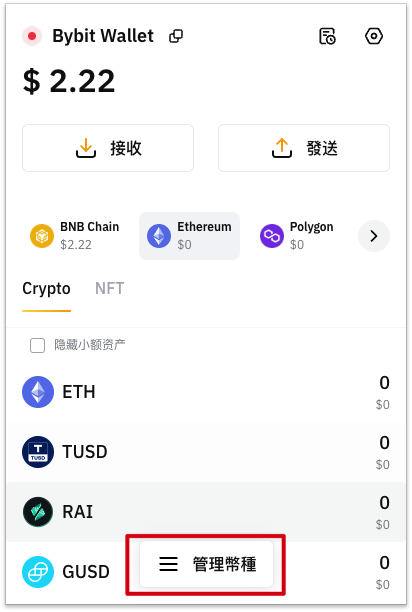 Bybit Wallet
$ 2.22
接收
發送
BNB Chain
$2.22
Ethereum
$0
Polygon
$0
Crypto
NFT
隐藏小额资产
ETH
0
$0
TUSD
TUSD
0
$0
RAI
0
$0
GUSD
0
$0
管理幣種